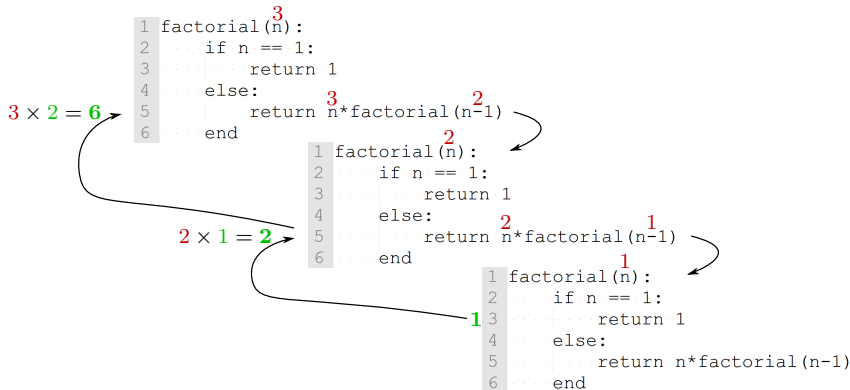 3
1 factorial(n):
2 if n == 1:
3 return 1
4 else:
3 2
3 × 2 = 6 5 return n*factorial(n-1)
6 end
2
1 factorial(n):
2 if n == 1:
3 return 1
4 else:
2 1
2 × 1 = 2 5 return n*factorial(n-1)
6 end
1
1 factorial(n):
2 if n == 1:
1 3 return 1
4 else:
5 return n*factorial(n-1)
6 end